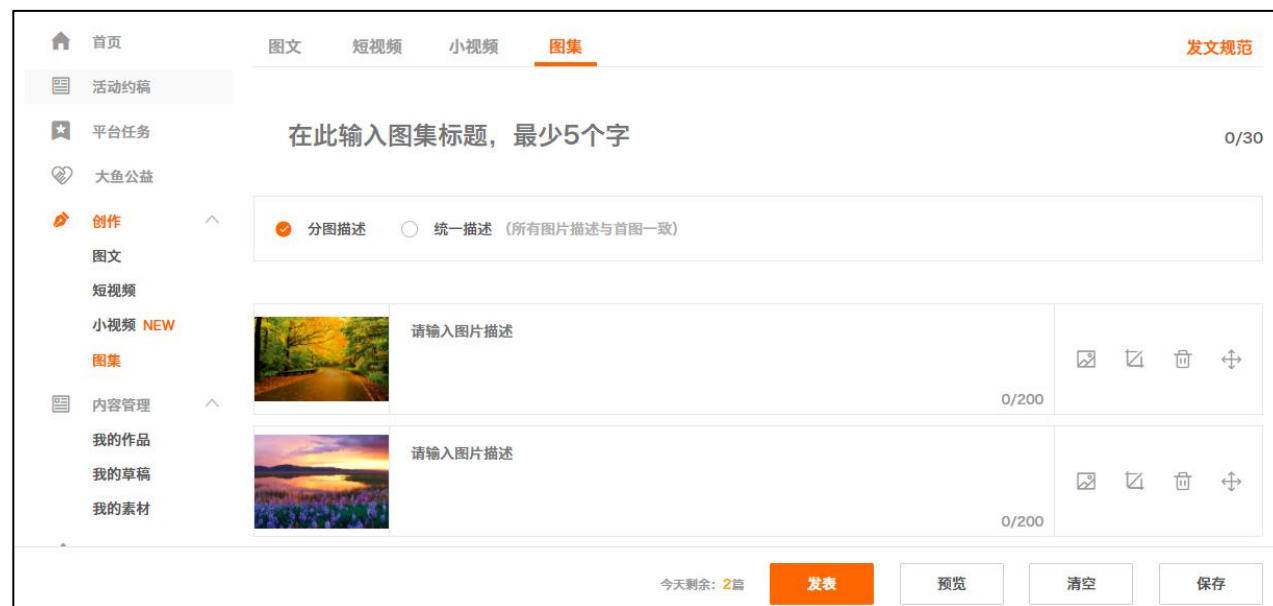 首页
活动约稿
平台任务
大鱼公益
创作
图文
短视频
小视频 NEW
图集
内容管理
我的作品
我的草稿
我的素材
图文 短视频 小视频 图集 发文规范
在此输入图集标题，最少5个字 0/30
分图描述 统一描述 （所有图片描述与首图一致）
请输入图片描述
0/200
请输入图片描述
0/200
今天剩余：2篇 发表 预览 清空 保存